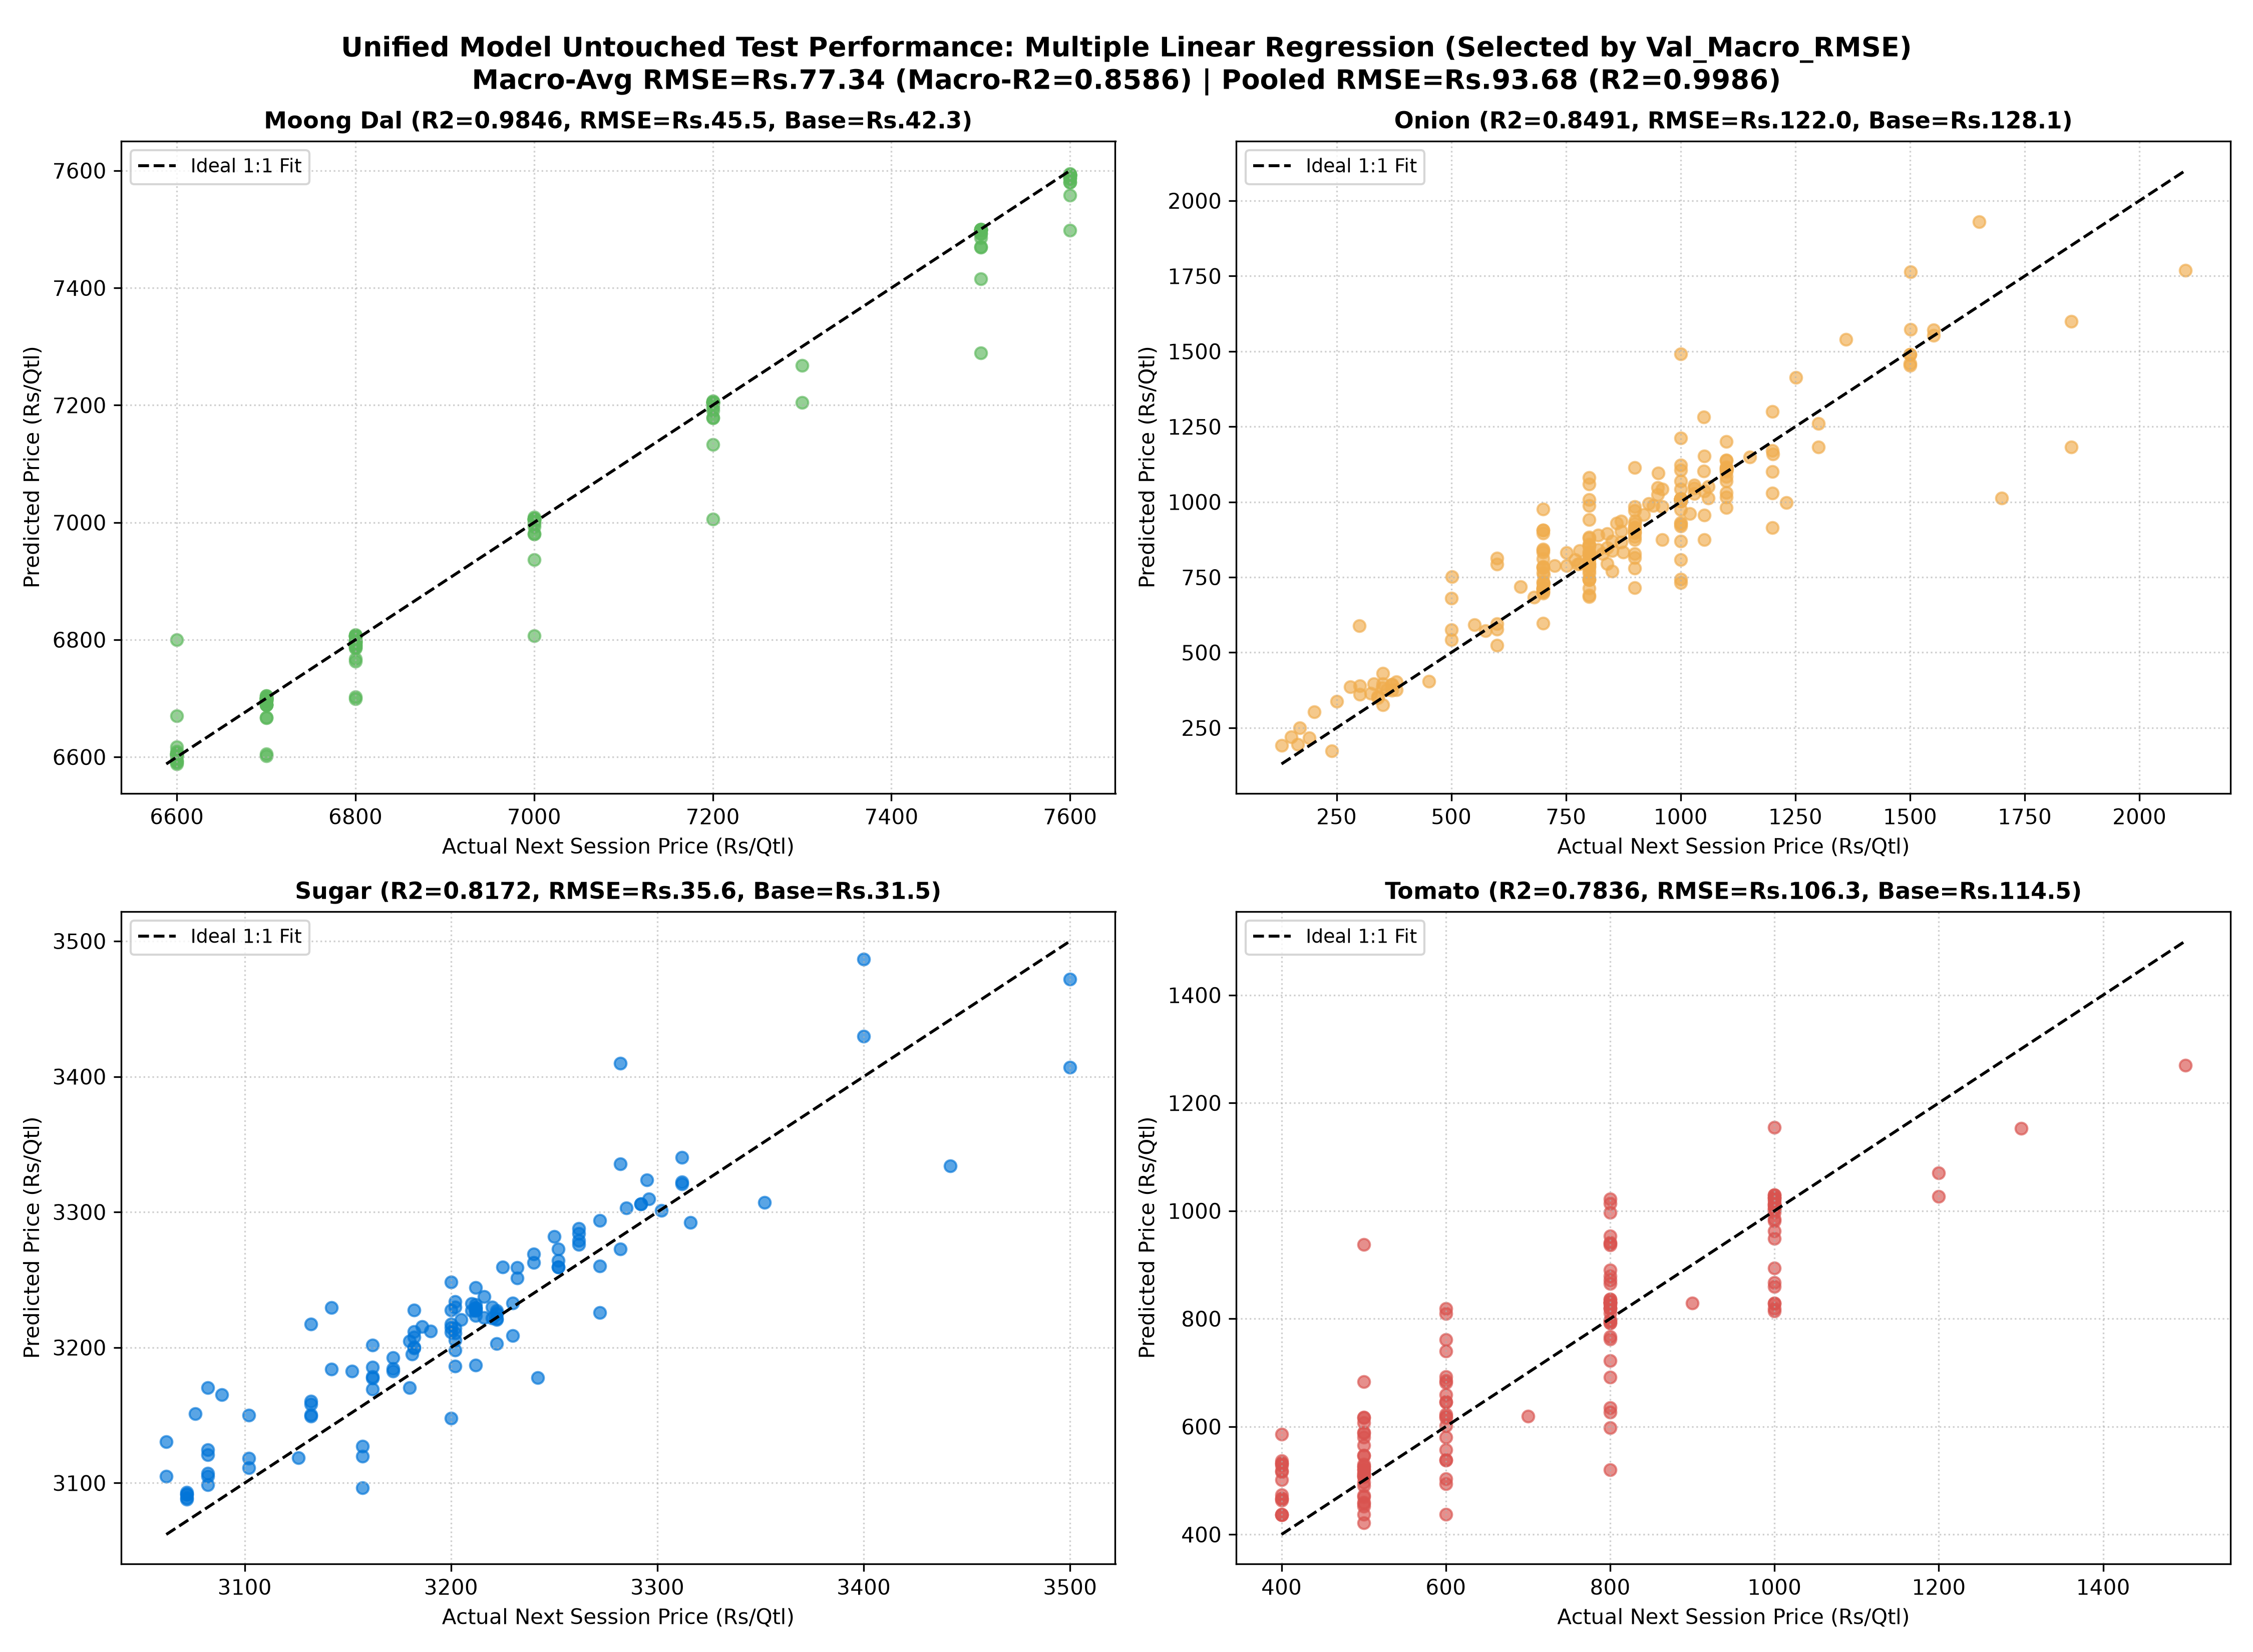 Unified Model Untouched Test Performance: Multiple Linear Regression (Selected by Val_Macro_RMSE)
Macro-Avg RMSE=Rs.77.34 (Macro-R2=0.8586) | Pooled RMSE=Rs.93.68 (R2=0.9986)
Moong Dal (R2=0.9846, RMSE=Rs.45.5, Base=Rs.42.3)
Ideal 1:1 Fit
Predicted Price (Rs/Qtl)
7600
7400
7200
7000
6800
6600
6600 6800 7000 7200 7400 7600
Actual Next Session Price (Rs/Qtl)
Onion (R2=0.8491, RMSE=Rs.122.0, Base=Rs.128.1)
Ideal 1:1 Fit
Predicted Price (Rs/Qtl)
2000
1750
1500
1250
1000
750
500
250
250 500 750 1000 1250 1500 1750 2000
Actual Next Session Price (Rs/Qtl)
Sugar (R2=0.8172, RMSE=Rs.35.6, Base=Rs.31.5)
Ideal 1:1 Fit
Predicted Price (Rs/Qtl)
3500
3400
3300
3200
3100
3100 3200 3300 3400 3500
Actual Next Session Price (Rs/Qtl)
Tomato (R2=0.7836, RMSE=Rs.106.3, Base=Rs.114.5)
Ideal 1:1 Fit
Predicted Price (Rs/Qtl)
1400
1200
1000
800
600
400
400 600 800 1000 1200 1400
Actual Next Session Price (Rs/Qtl)